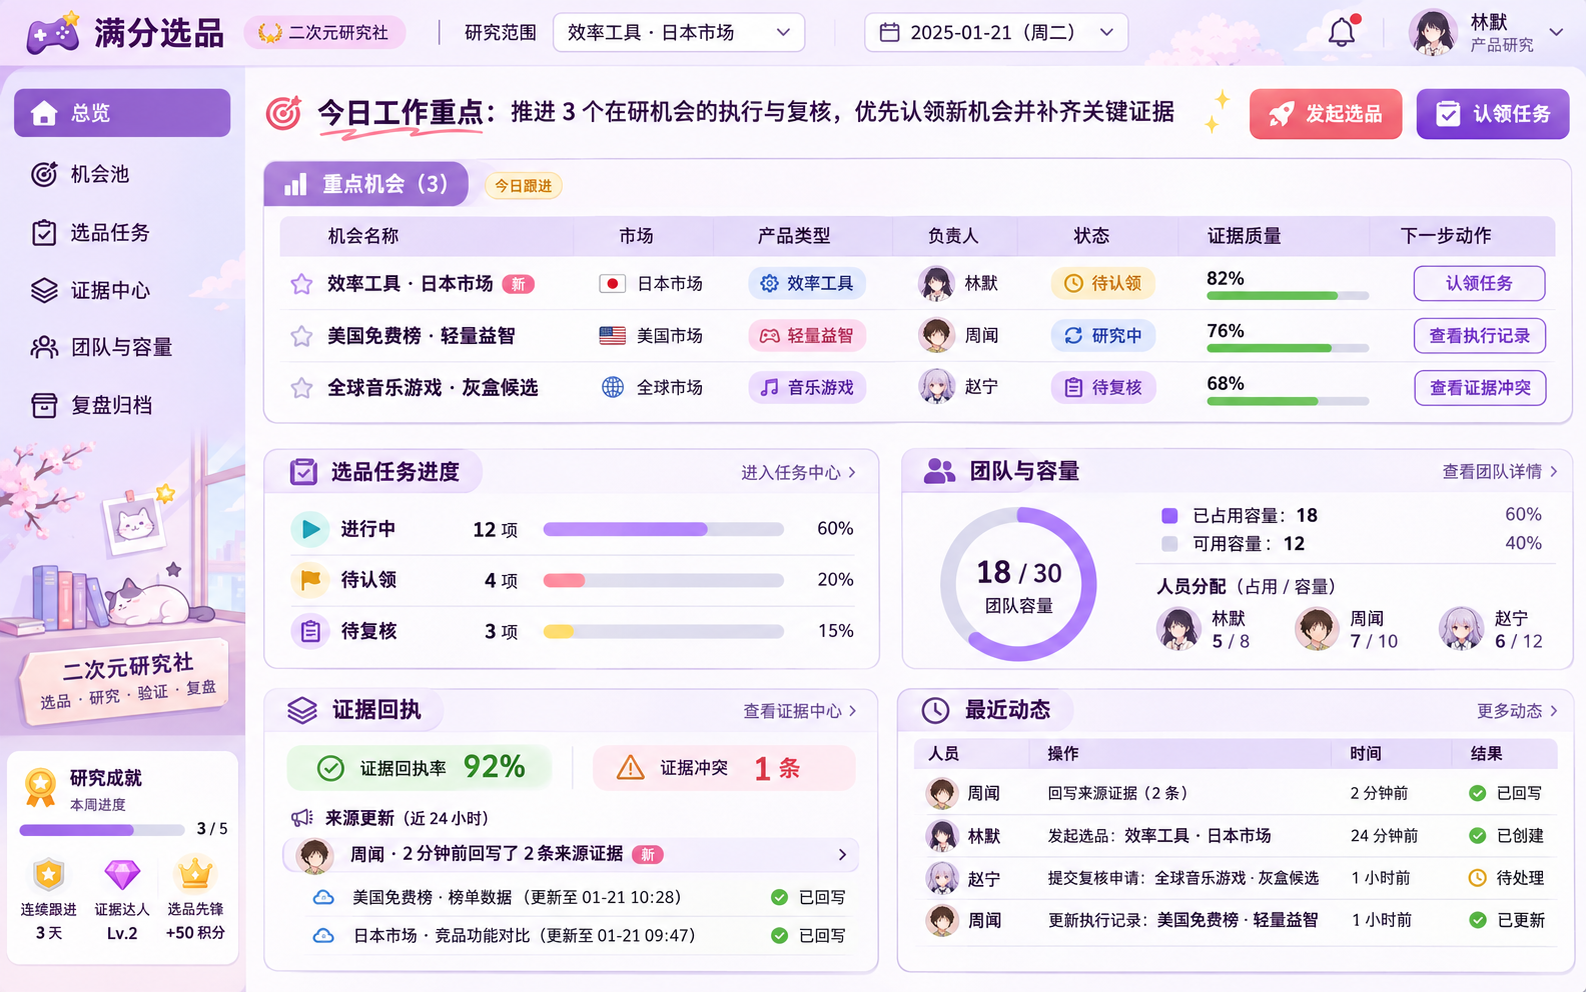 满分选品
二次元研究社
研究范围
效率工具 · 日本市场
2025-01-21（周二）
林默
产品研究
总览
机会池
选品任务
证据中心
团队与容量
复盘归档
二次元研究社
选品 · 研究 · 验证 · 复盘
研究成就
本周进度
3 / 5
连续跟进
3 天
证据达人
Lv.2
选品先锋
+50 积分
今日工作重点：推进 3 个在研机会的执行与复核，优先认领新机会并补齐关键证据
发起选品
认领任务
重点机会（3）
今日跟进
机会名称 市场 产品类型 负责人 状态 证据质量 下一步动作
效率工具 · 日本市场 新 日本市场 效率工具 林默 待认领 82% 认领任务
美国免费榜 · 轻量益智 美国市场 轻量益智 周闻 研究中 76% 查看执行记录
全球音乐游戏 · 灰盒候选 全球市场 音乐游戏 赵宁 待复核 68% 查看证据冲突
选品任务进度
进入任务中心
进行中 12 项 60%
待认领 4 项 20%
待复核 3 项 15%
团队与容量
查看团队详情
18 / 30
团队容量
已占用容量：18 60%
可用容量：12 40%
人员分配（占用 / 容量）
林默
5 / 8
周闻
7 / 10
赵宁
6 / 12
证据回执
查看证据中心
证据回执率 92%
证据冲突 1 条
来源更新（近 24 小时）
周闻 · 2 分钟前回写了 2 条来源证据 新
美国免费榜 · 榜单数据（更新至 01-21 10:28） 已回写
日本市场 · 竞品功能对比（更新至 01-21 09:47） 已回写
最近动态
更多动态
人员 操作 时间 结果
周闻 回写来源证据（2 条） 2 分钟前 已回写
林默 发起选品：效率工具 · 日本市场 24 分钟前 已创建
赵宁 提交复核申请：全球音乐游戏 · 灰盒候选 1 小时前 待处理
周闻 更新执行记录：美国免费榜 · 轻量益智 1 小时前 已更新